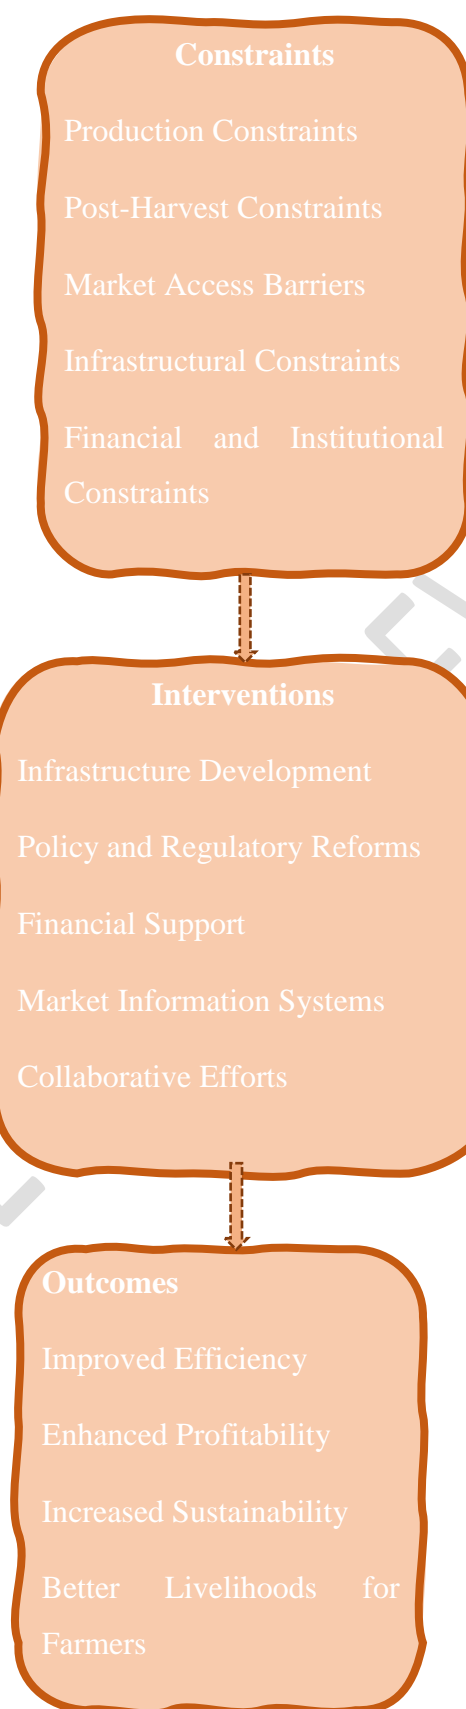 Constraints
Production Constraints
Post-Harvest Constraints
Market Access Barriers
Infrastructural Constraints
Financial and Institutional
Constraints
Interventions
Infrastructure Development
Policy and Regulatory Reforms
Financial Support
Market Information Systems
Collaborative Efforts
Outcomes
Improved Efficiency
Enhanced Profitability
Increased Sustainability
Better Livelihoods for
Farmers